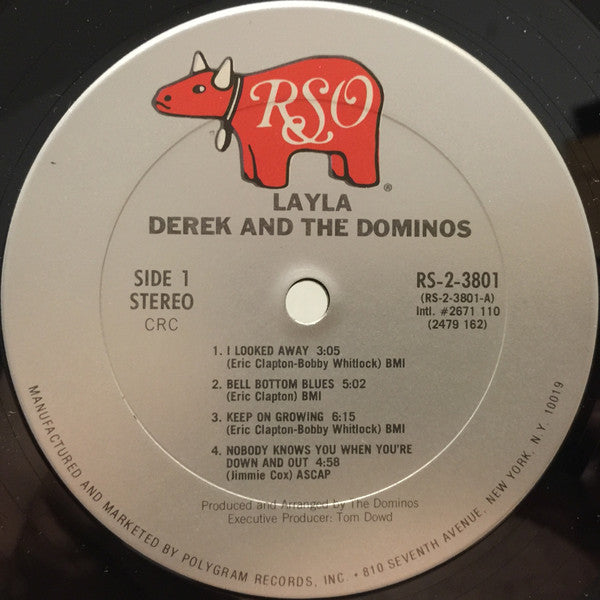 RSO
®
LAYLA
DEREK AND THE DOMINOS
SIDE 1
STEREO
CRC
RS-2-3801
(RS-2-3801-A)
Intl. #2671 110
(2479 162)
1. I LOOKED AWAY 3:05
(Eric Clapton-Bobby Whitlock) BMI
2. BELL BOTTOM BLUES 5:02
(Eric Clapton) BMI
3. KEEP ON GROWING 6:15
(Eric Clapton-Bobby Whitlock) BMI
4. NOBODY KNOWS YOU WHEN YOU'RE
DOWN AND OUT 4:58
(Jimmie Cox) ASCAP
Produced and Arranged by The Dominos
Executive Producer: Tom Dowd
MANUFACTURED AND MARKETED BY POLYGRAM RECORDS, INC. • 810 SEVENTH AVENUE, NEW YORK, N.Y. 10019